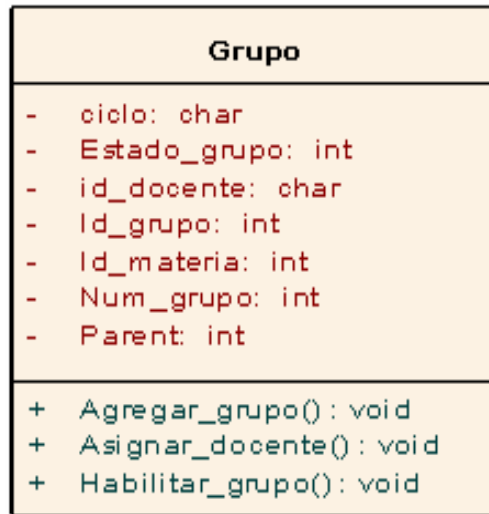 Grupo
- ciclo: char
- Estado_grupo: int
- id_docente: char
- Id_grupo: int
- Id_materia: int
- Num_grupo: int
- Parent: int
+ Agregar_grupo() : void
+ Asignar_docente() : void
+ Habilitar_grupo() : void